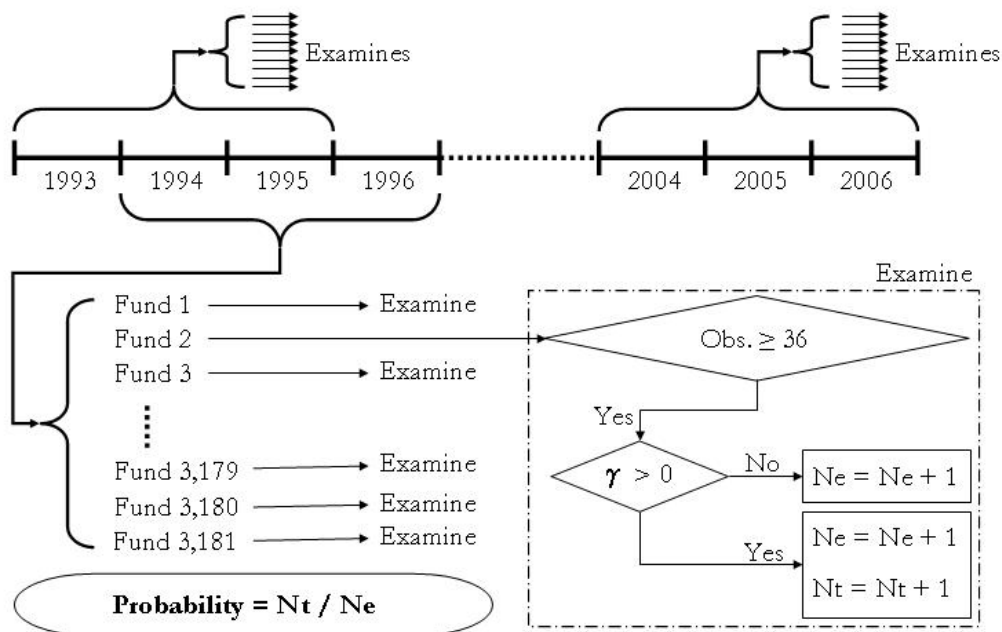 Examines
Examines
1993 1994 1995 1996 2004 2005 2006
Examine
Fund 1 Examine
Fund 2
Obs. ≥ 36
Fund 3 Examine
Yes
Fund 3,179 Examine
γ > 0
No
Ne = Ne + 1
Fund 3,180 Examine
Fund 3,181 Examine
Yes
Ne = Ne + 1
Nt = Nt + 1
Probability = Nt / Ne